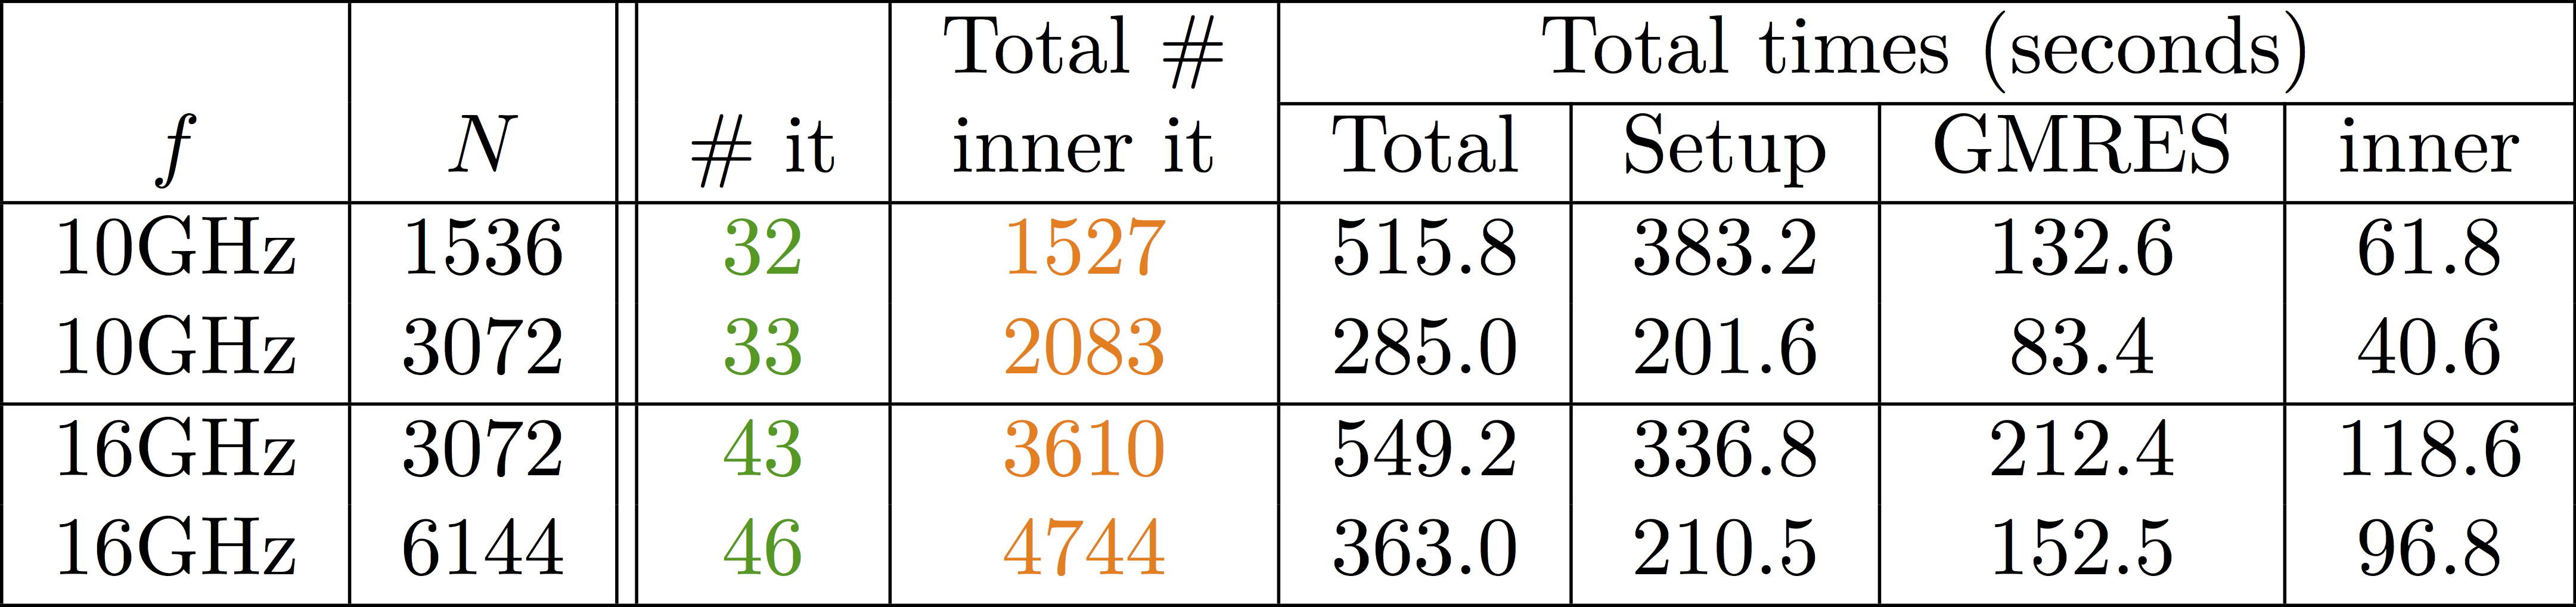 Total # Total times (seconds)
f N # it inner it Total Setup GMRES inner
10GHz 1536 32 1527 515.8 383.2 132.6 61.8
10GHz 3072 33 2083 285.0 201.6 83.4 40.6
16GHz 3072 43 3610 549.2 336.8 212.4 118.6
16GHz 6144 46 4744 363.0 210.5 152.5 96.8